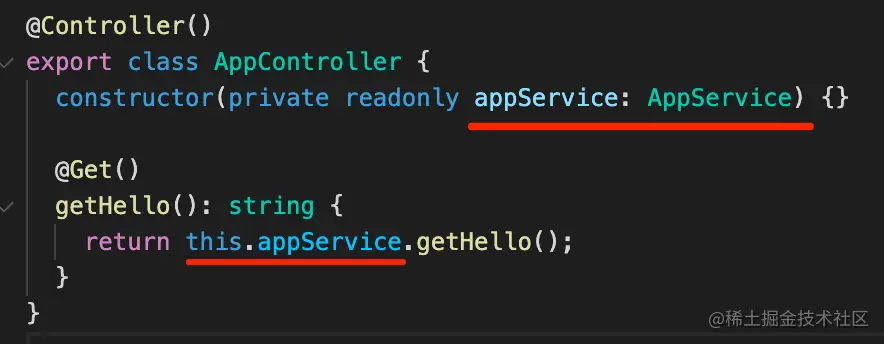 @Controller()
export class AppController {
  constructor(private readonly appService: AppService) {}

  @Get()
  getHello(): string {
    return this.appService.getHello();
  }
}
@稀土掘金技术社区